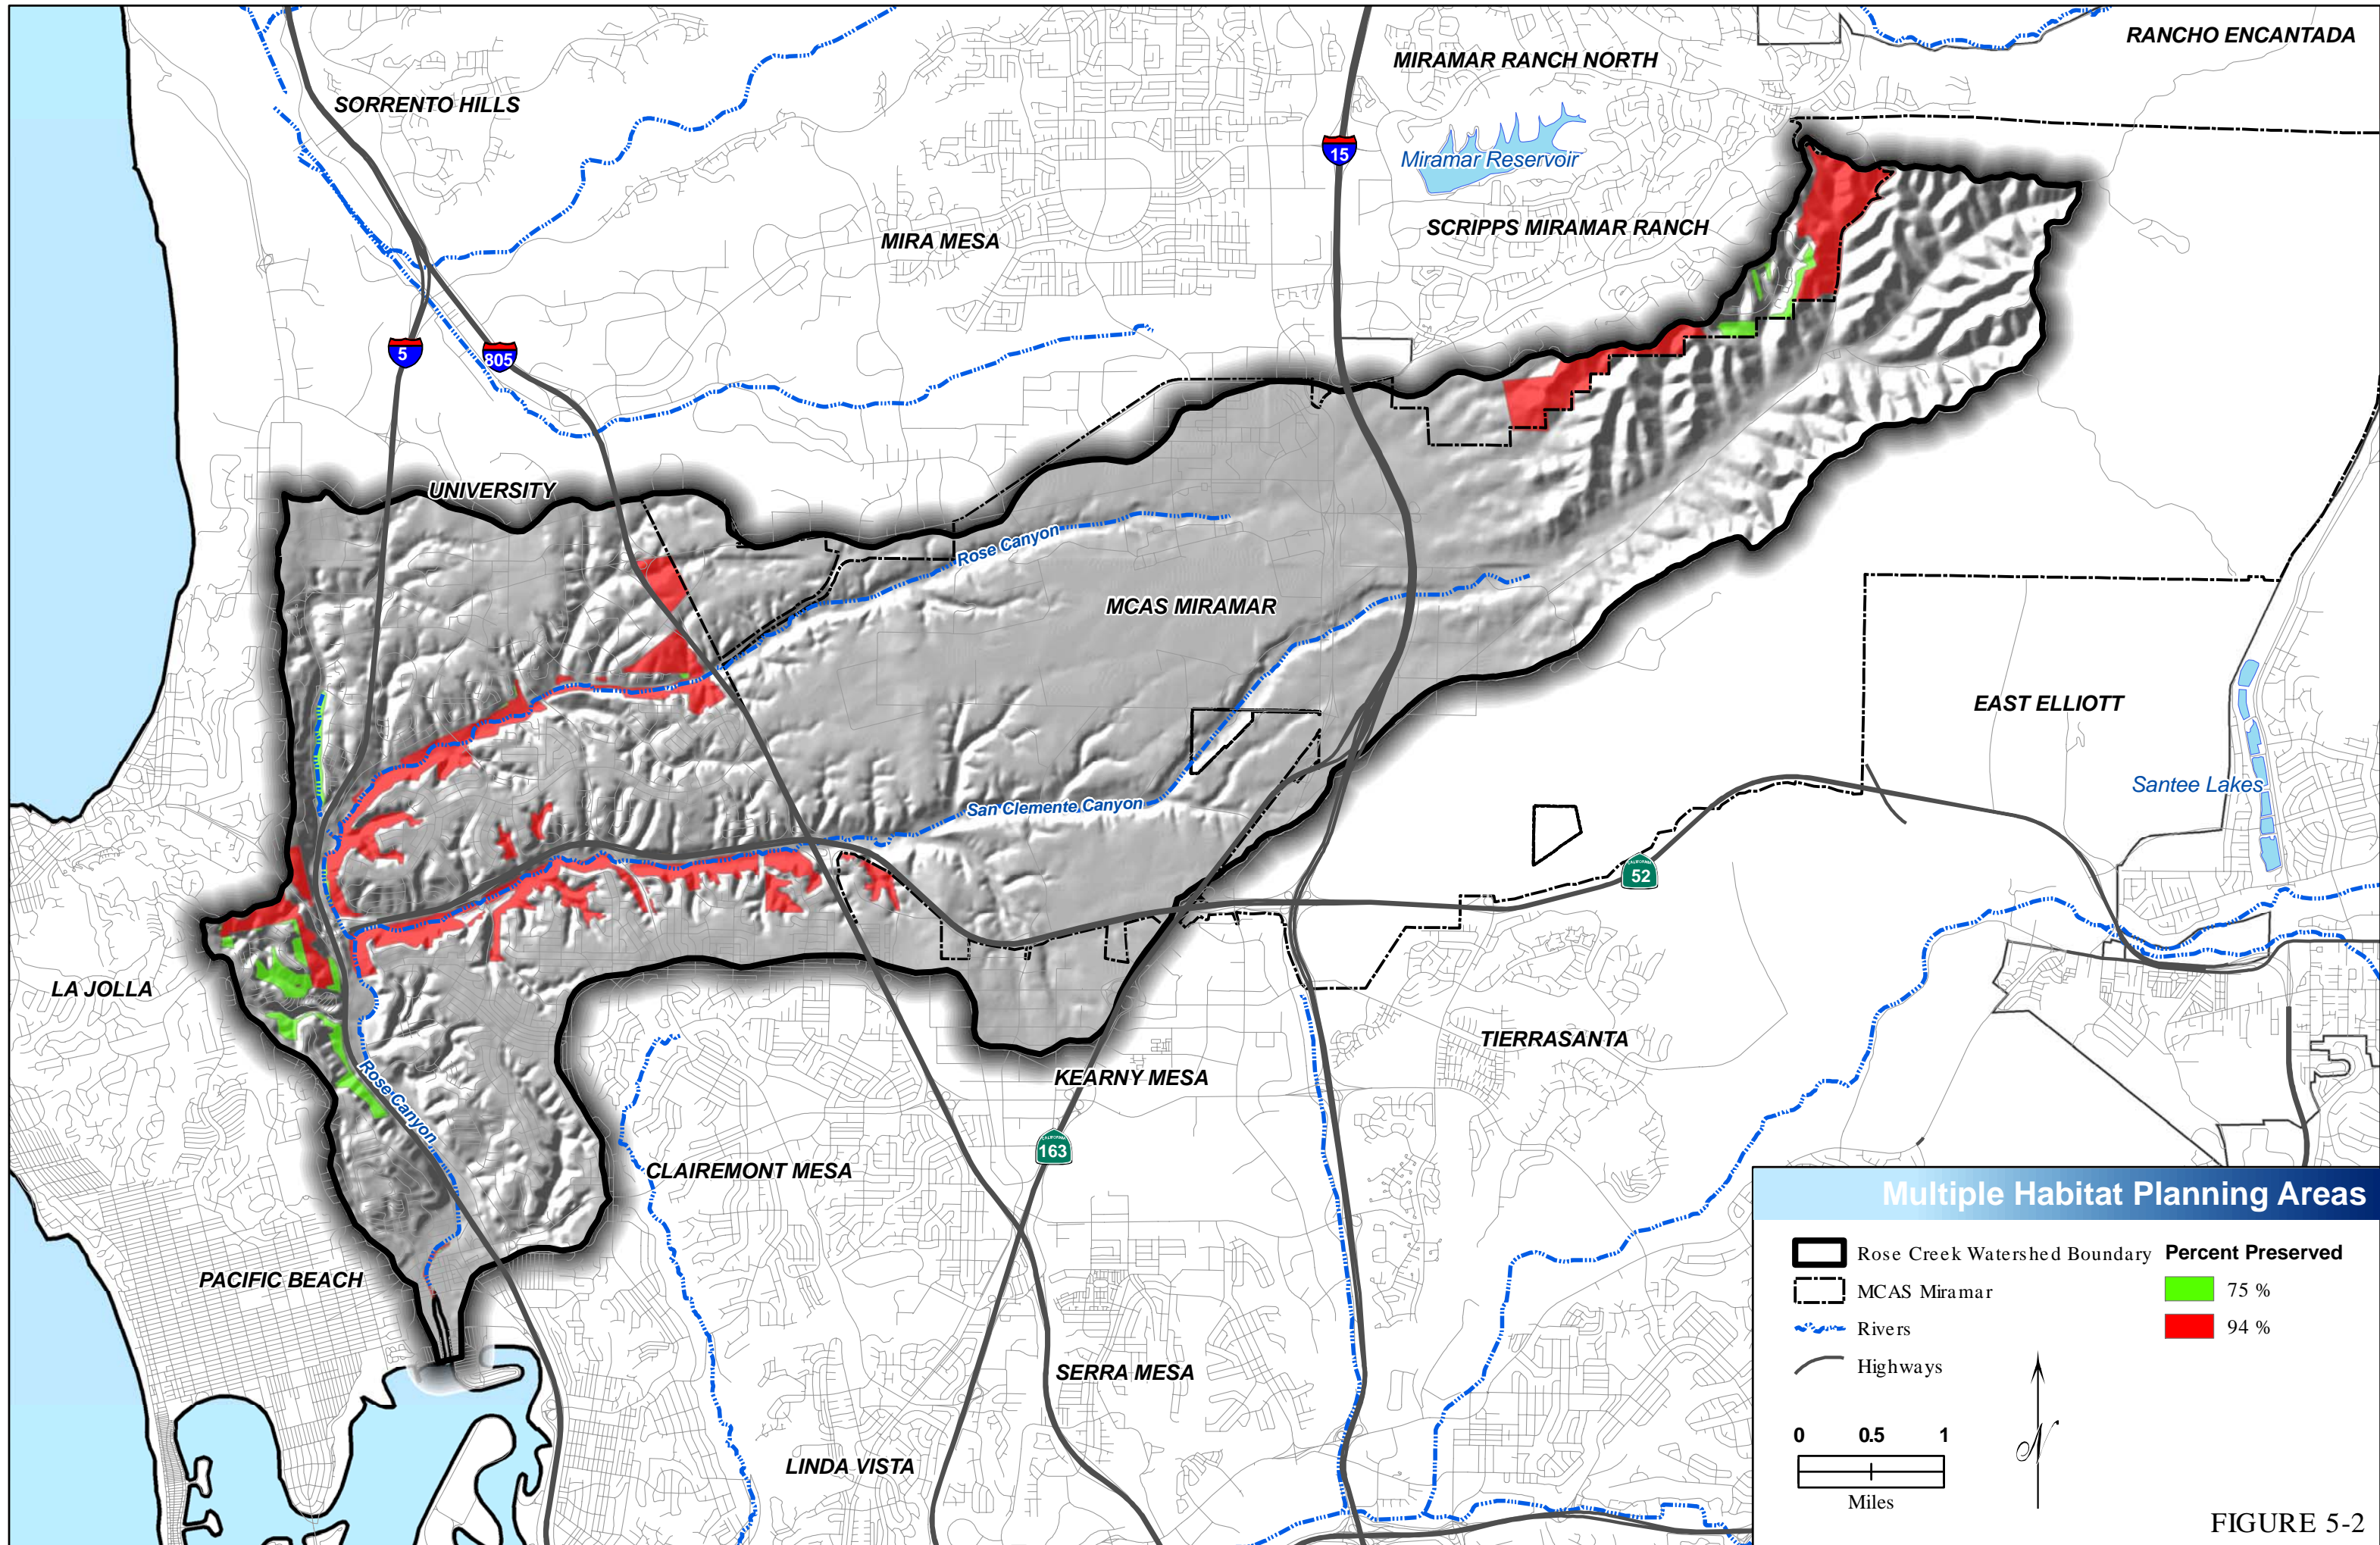 RANCHO ENCANTADA
MIRAMAR RANCH NORTH
SORRENTO HILLS
15
Miramar Reservoir
SCRIPPS MIRAMAR RANCH
MIRA MESA
5
805
UNIVERSITY
Rose Canyon
MCAS MIRAMAR
EAST ELLIOTT
Santee Lakes
San Clemente Canyon
CALIFORNIA
52
LA JOLLA
TIERRASANTA
KEARNY MESA
Rose Canyon
CALIFORNIA
163
CLAIREMONT MESA
PACIFIC BEACH
SERRA MESA
LINDA VISTA
Multiple Habitat Planning Areas
Rose Creek Watershed Boundary
MCAS Miramar
Rivers
Highways
Percent Preserved
75 %
94 %
0 0.5 1
Miles
N
FIGURE 5-2